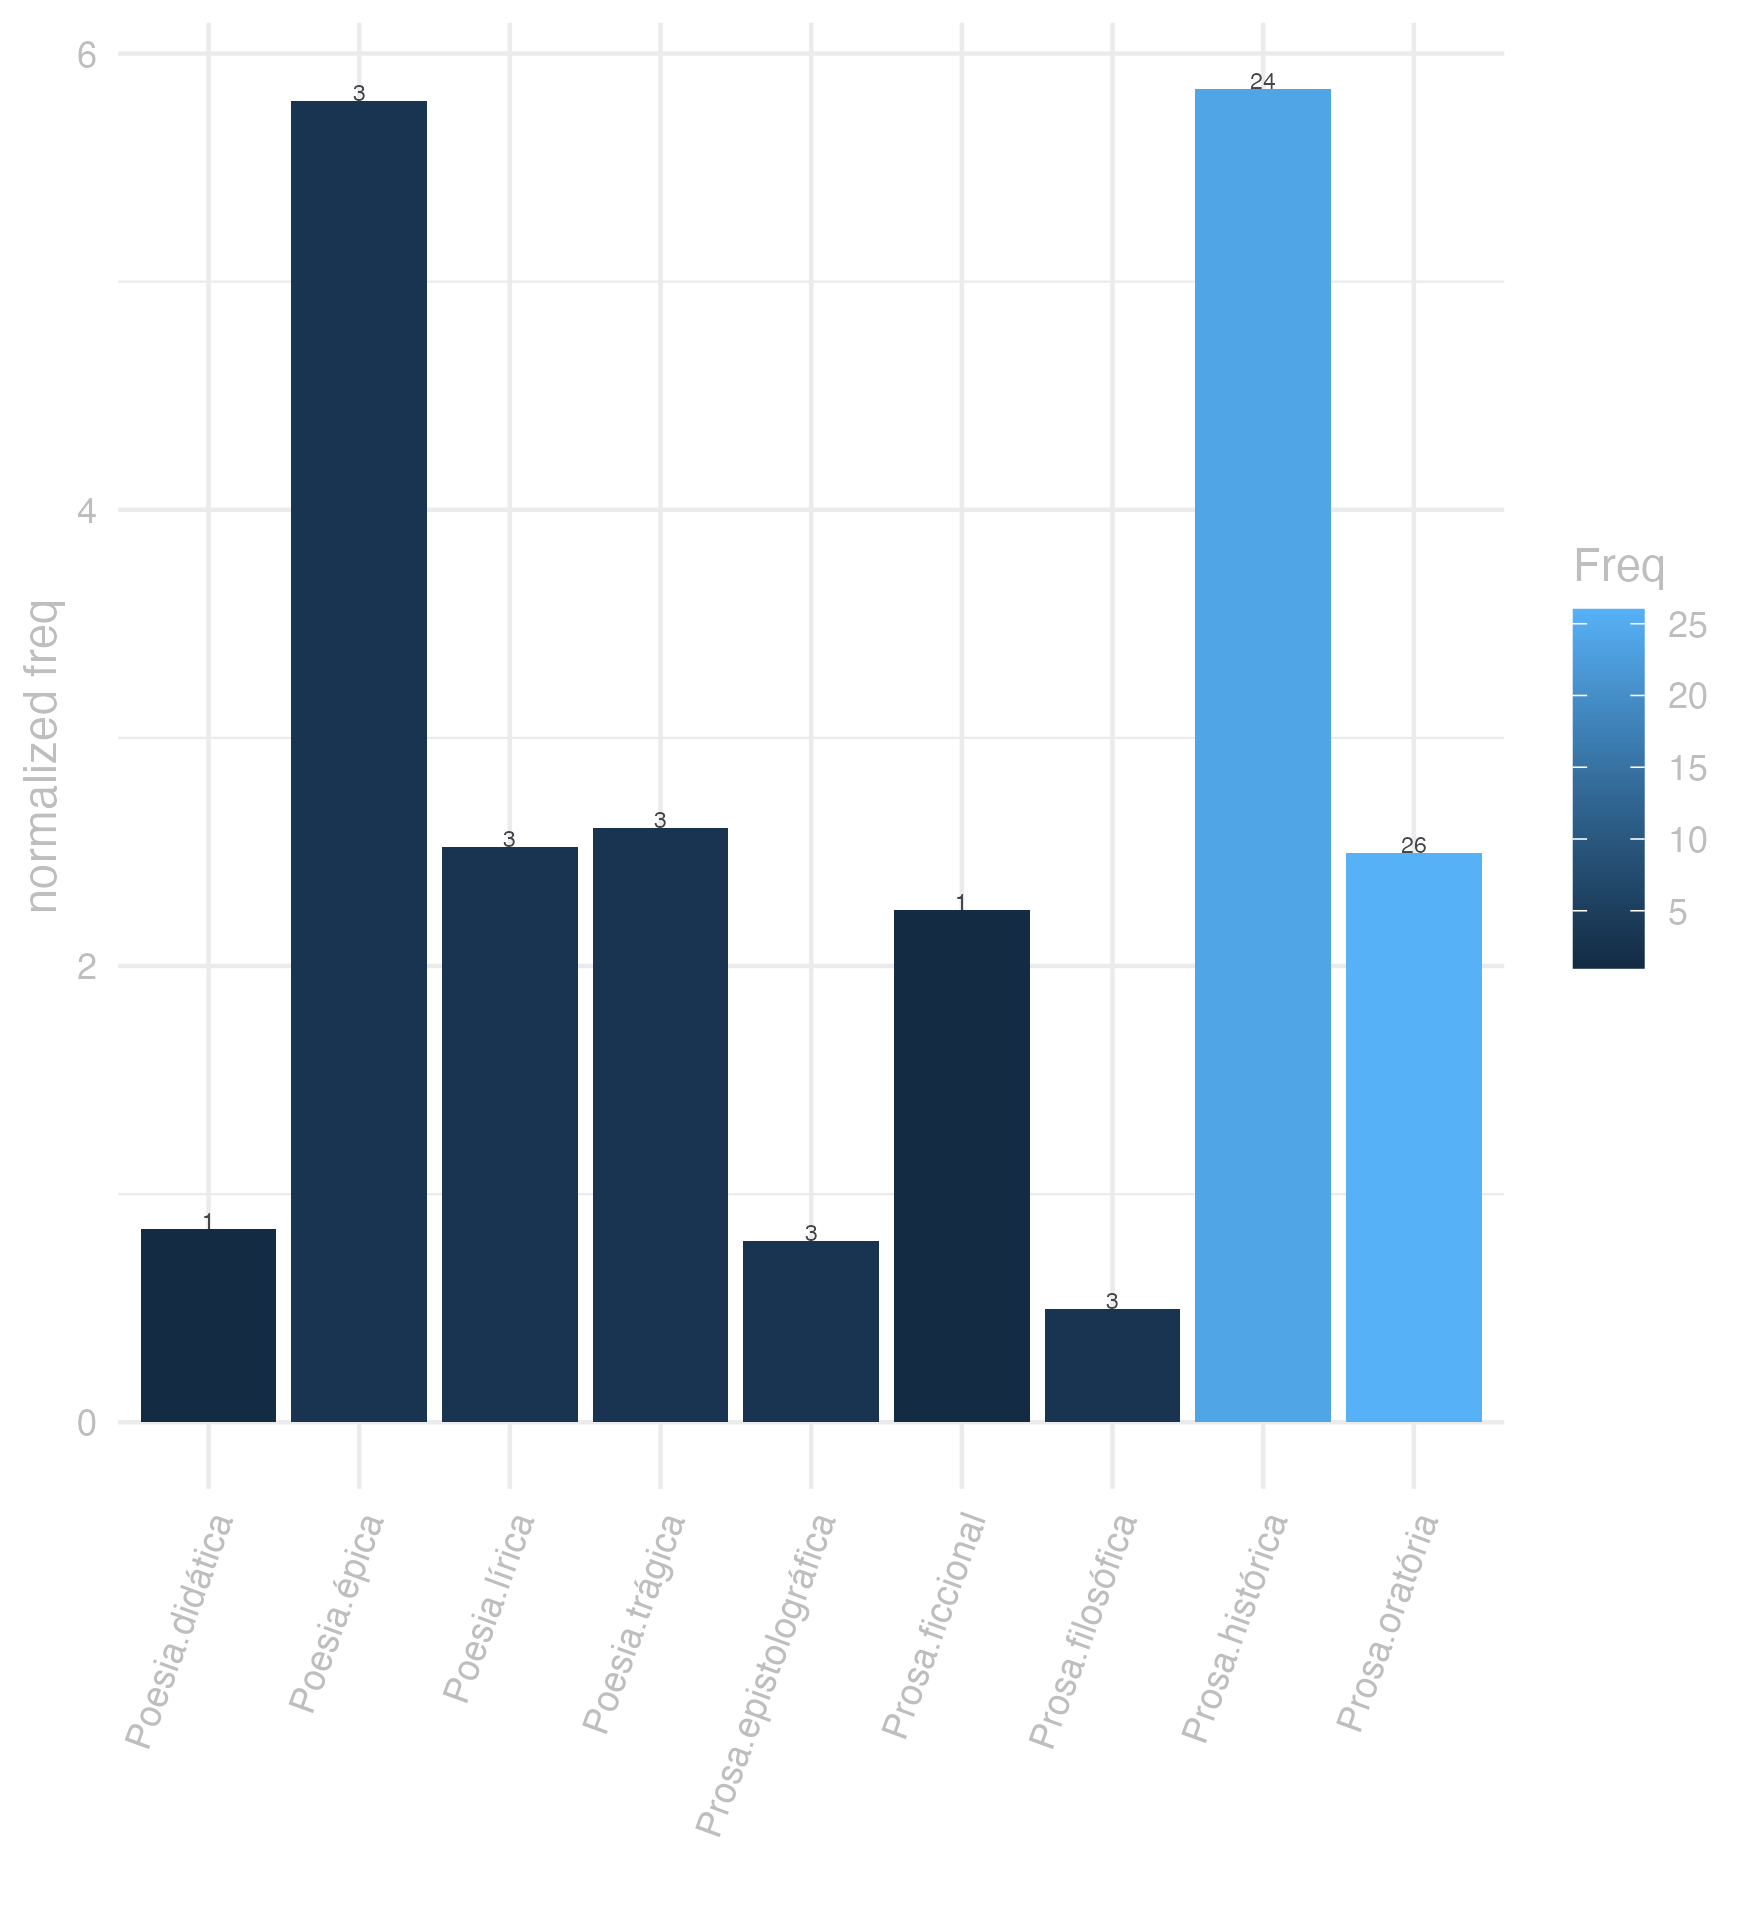 normalized freq
6
4
2
0
1
3
3
3
3
1
3
24
26
Poesia.didática
Poesia.épica
Poesia.lírica
Poesia.trágica
Prosa.epistolográfica
Prosa.ficcional
Prosa.filosófica
Prosa.histórica
Prosa.oratória
Freq
25
20
15
10
5